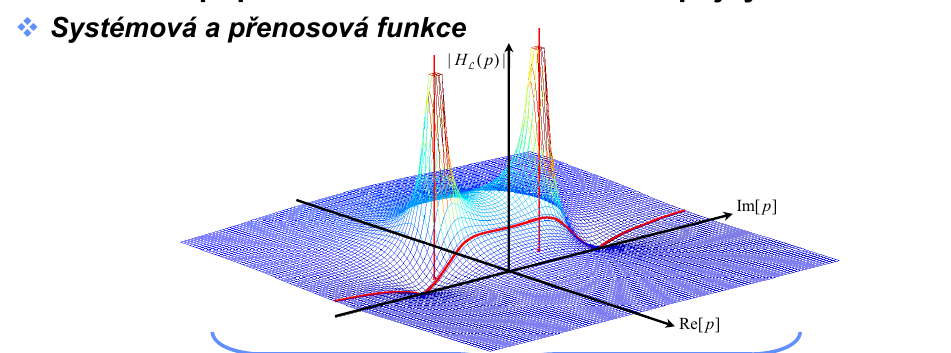 Systémová a přenosová funkce
|H_ℒ(p)|
Im[p]
Re[p]